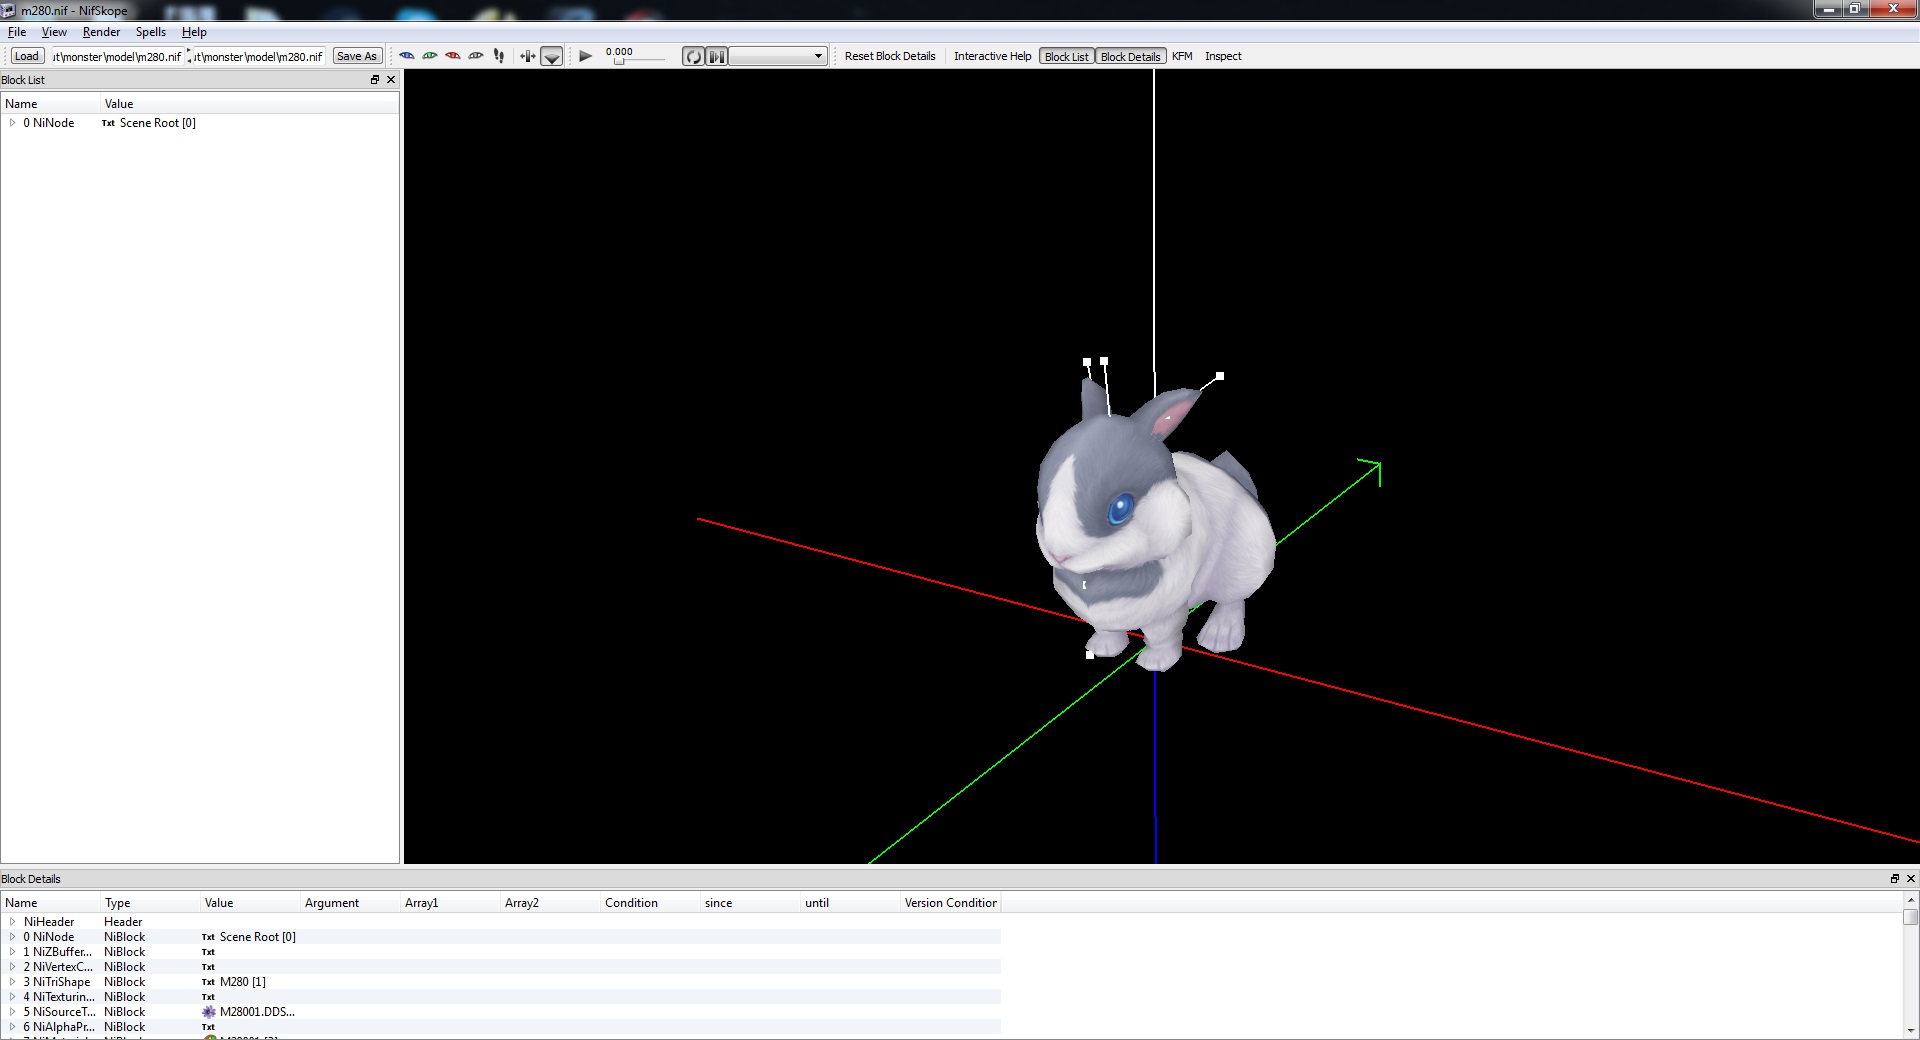 m280.nif - NifSkope
File View Render Spells Help
Load ut\monster\model\m280.nif ut\monster\model\m280.nif Save As 0.000 Reset Block Details Interactive Help Block List Block Details KFM Inspect
Block List
Name Value
0 NiNode Txt Scene Root [0]
Block Details
Name Type Value Argument Array1 Array2 Condition since until Version Condition
NiHeader Header
0 NiNode NiBlock Txt Scene Root [0]
1 NiZBuffer... NiBlock Txt
2 NiVertexC... NiBlock Txt
3 NiTriShape NiBlock Txt M280 [1]
4 NiTexturin... NiBlock Txt
5 NiSourceT... NiBlock M28001.DDS...
6 NiAlphaPr... NiBlock Txt